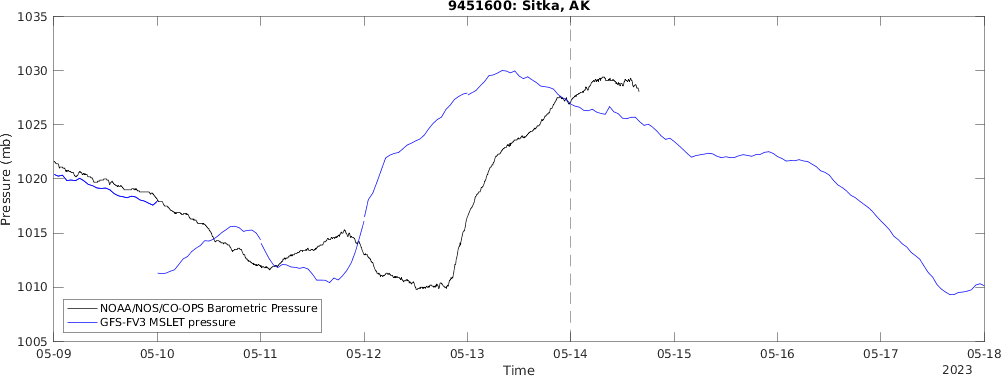 9451600: Sitka, AK
Pressure (mb)
1035
1030
1025
1020
1015
1010
1005
NOAA/NOS/CO-OPS Barometric Pressure
GFS-FV3 MSLET pressure
05-09 05-10 05-11 05-12 05-13 05-14 05-15 05-16 05-17 05-18
Time
2023